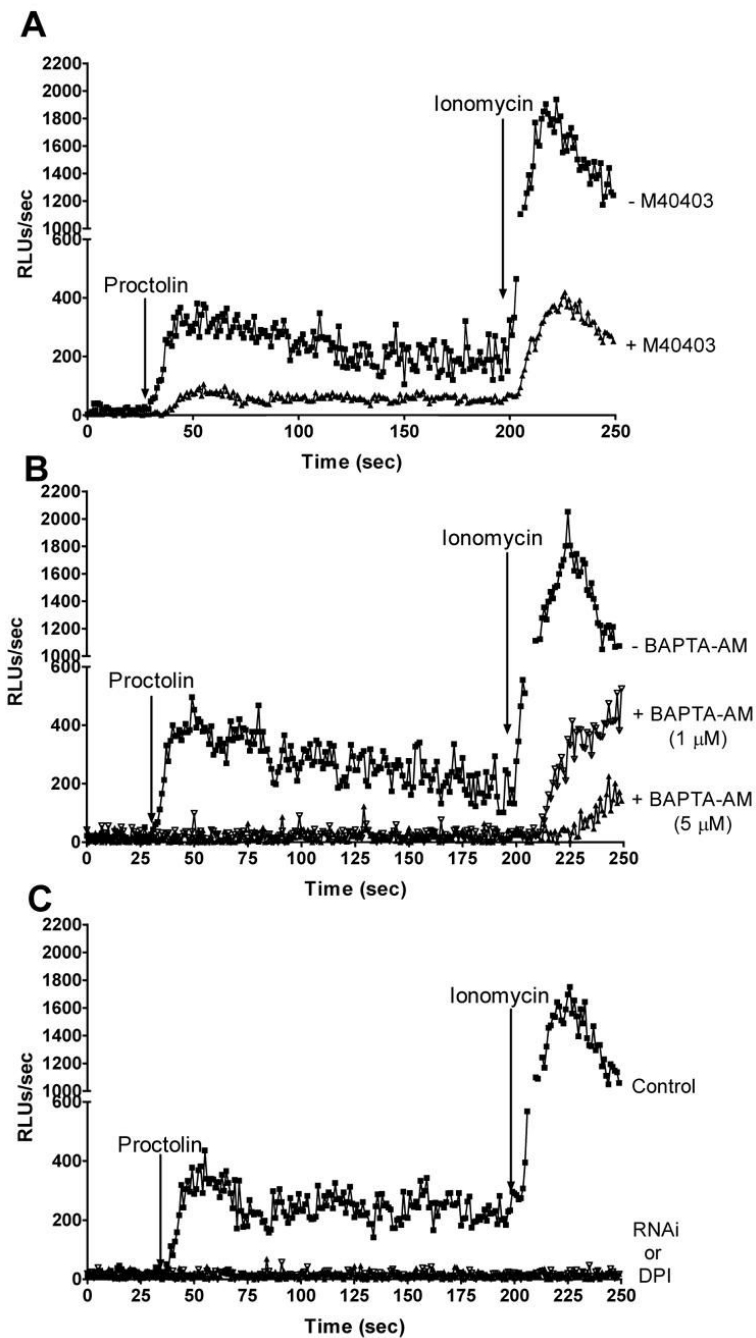 A
2200
2000
1800
1600
1400
1200
1000
600
400
200
0
RLUs/sec
Proctolin
Ionomycin
- M40403
+ M40403
0 50 100 150 200 250
Time (sec)
B
2200
2000
1800
1600
1400
1200
1000
600
400
200
0
RLUs/sec
Proctolin
Ionomycin
- BAPTA-AM
+ BAPTA-AM
(1 μM)
+ BAPTA-AM
(5 μM)
0 25 50 75 100 125 150 175 200 225 250
Time (sec)
C
2200
2000
1800
1600
1400
1200
1000
600
400
200
0
RLUs/sec
Proctolin
Ionomycin
Control
RNAi
or
DPI
0 25 50 75 100 125 150 175 200 225 250
Time (sec)